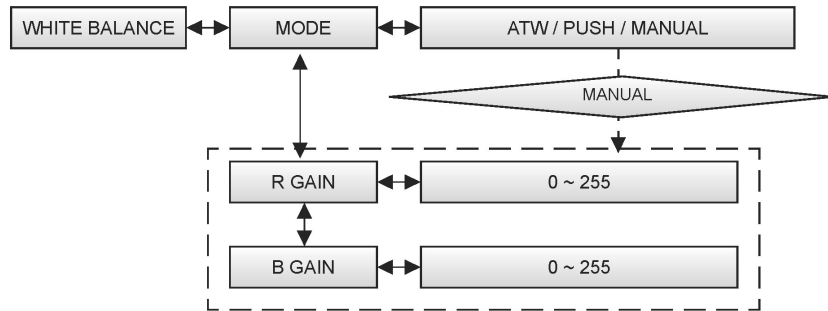 WHITE BALANCE
MODE
ATW / PUSH / MANUAL
MANUAL
R GAIN
0 ~ 255
B GAIN
0 ~ 255